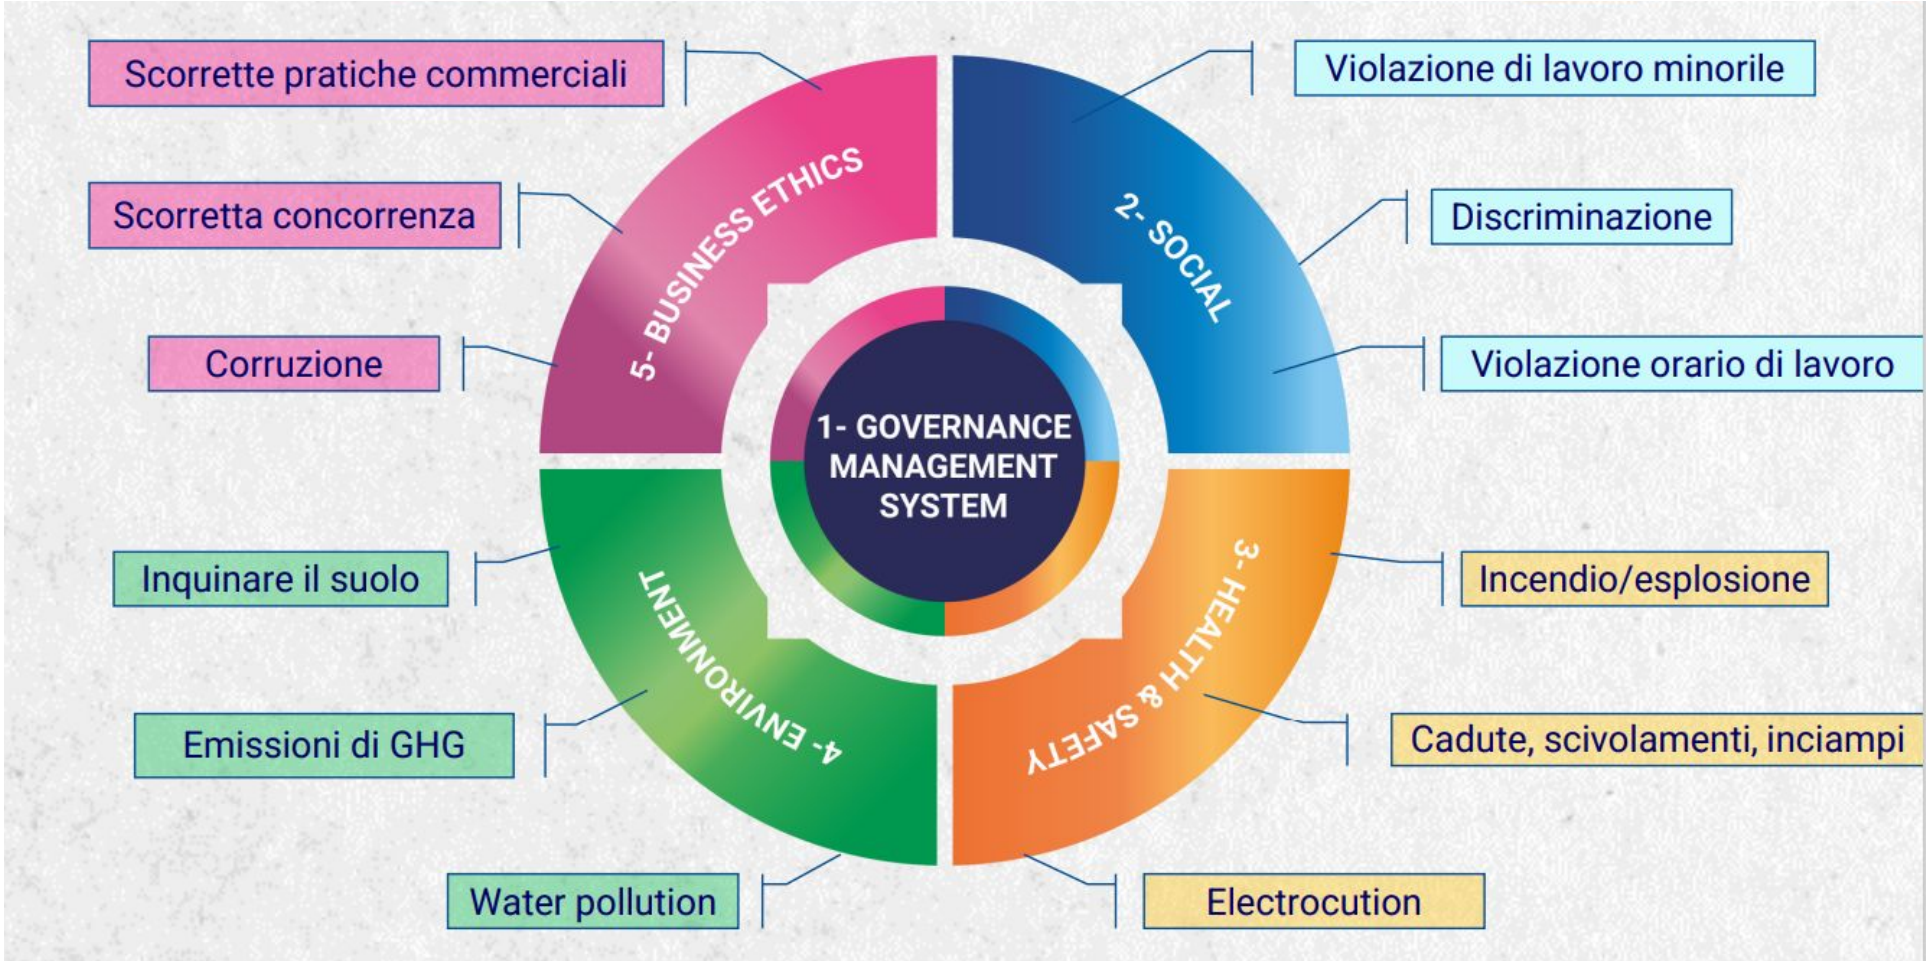 Scorrette pratiche commerciali
Violazione di lavoro minorile
Scorretta concorrenza
Discriminazione
Corruzione
Violazione orario di lavoro
5- BUSINESS ETHICS
2- SOCIAL
1- GOVERNANCE
MANAGEMENT
SYSTEM
4- ENVIRONMENT
3- HEALTH & SAFETY
Inquinare il suolo
Incendio/esplosione
Emissioni di GHG
Cadute, scivolamenti, inciampi
Water pollution
Electrocution